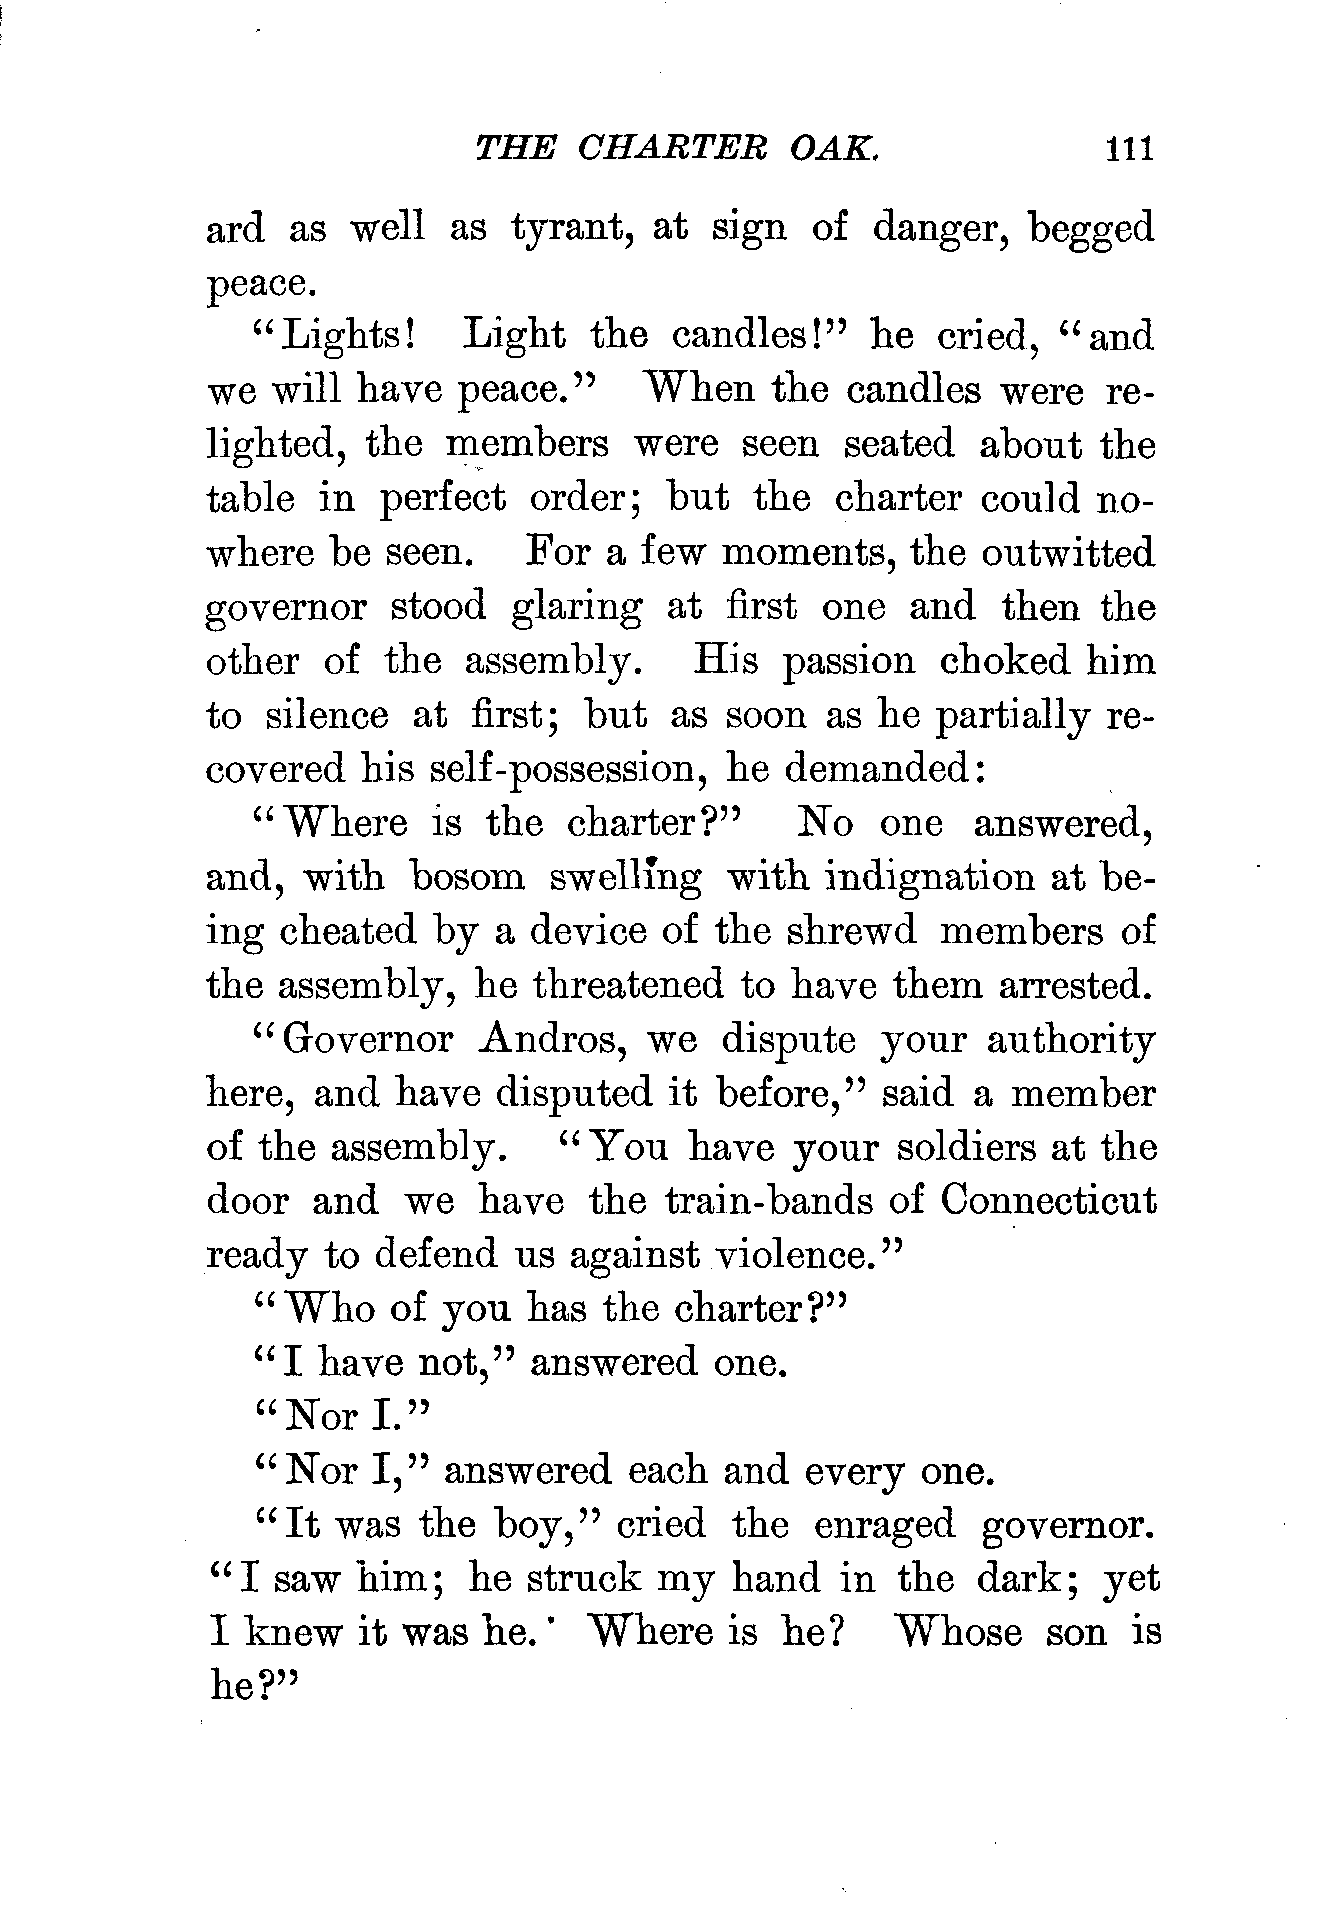 THE CHARTER OAK. 111
ard as well as tyrant, at sign of danger, begged
peace.
“Lights! Light the candles!” he cried, “and
we will have peace.” When the candles were re-
lighted, the members were seen seated about the
table in perfect order; but the charter could no-
where be seen. For a few moments, the outwitted
governor stood glaring at first one and then the
other of the assembly. His passion choked him
to silence at first; but as soon as he partially re-
covered his self-possession, he demanded:
“Where is the charter?” No one answered,
and, with bosom swelling with indignation at be-
ing cheated by a device of the shrewd members of
the assembly, he threatened to have them arrested.
“Governor Andros, we dispute your authority
here, and have disputed it before,” said a member
of the assembly. “You have your soldiers at the
door and we have the train-bands of Connecticut
ready to defend us against violence.”
“Who of you has the charter?”
“I have not,” answered one.
“Nor I.”
“Nor I,” answered each and every one.
“It was the boy,” cried the enraged governor.
“I saw him; he struck my hand in the dark; yet
I knew it was he. Where is he? Whose son is
he?”